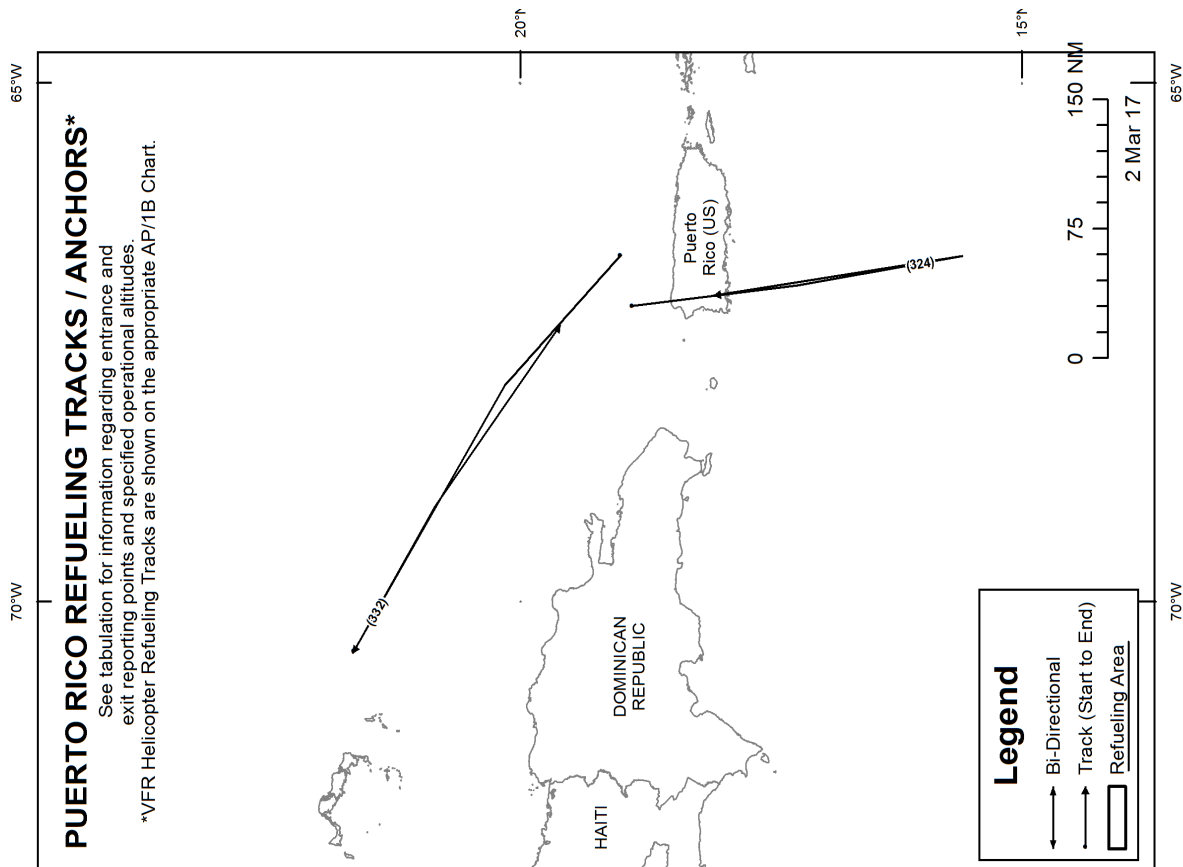 PUERTO RICO REFUELING TRACKS / ANCHORS*
See tabulation for information regarding entrance and
exit reporting points and specified operational altitudes.
*VFR Helicopter Refueling Tracks are shown on the appropriate AP/1B Chart.
70°W
65°W
20°N
15°N
(332)
(324)
HAITI
DOMINICAN
REPUBLIC
Puerto
Rico (US)
Legend
Bi-Directional
Track (Start to End)
Refueling Area
0
75
150 NM
2 Mar 17
70°W
65°W